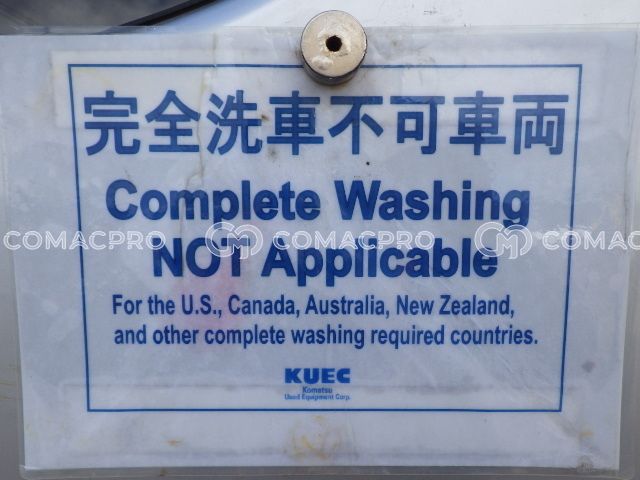 完全洗車不可車両
Complete Washing
NOT Applicable
COMACPRO COMACPRO COMACPRO
For the U.S., Canada, Australia, New Zealand,
and other complete washing required countries.
KUEC
Komatsu
Used Equipment Corp.